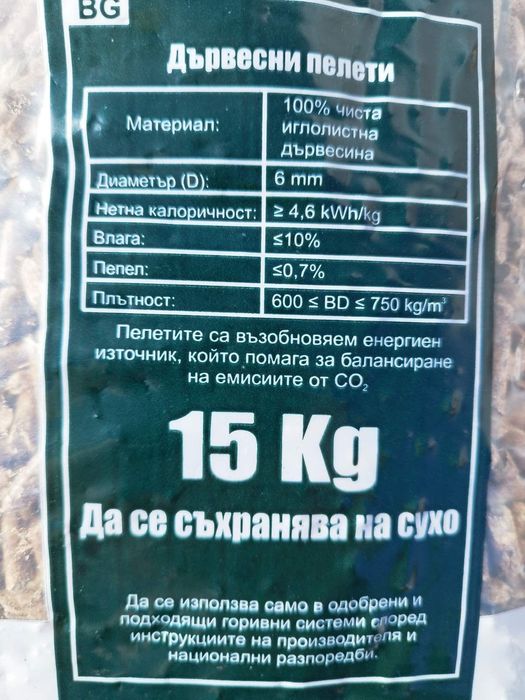 BG
Дървесни пелети
Материал: 100% чиста
иглолистна
дървесина
Диаметър (D): 6 mm
Нетна калоричност: ≥ 4,6 kWh/kg
Влага: ≤10%
Пепел: ≤0,7%
Плътност: 600 ≤ BD ≤ 750 kg/m³
Пелетите са възобновяем енергиен
източник, който помага за балансиране
на емисиите от CO₂
15 Kg
Да се съхранява на сухо
Да се използва само в одобрени и
подходящи горивни системи според
инструкциите на производителя и
национални разпоредби.